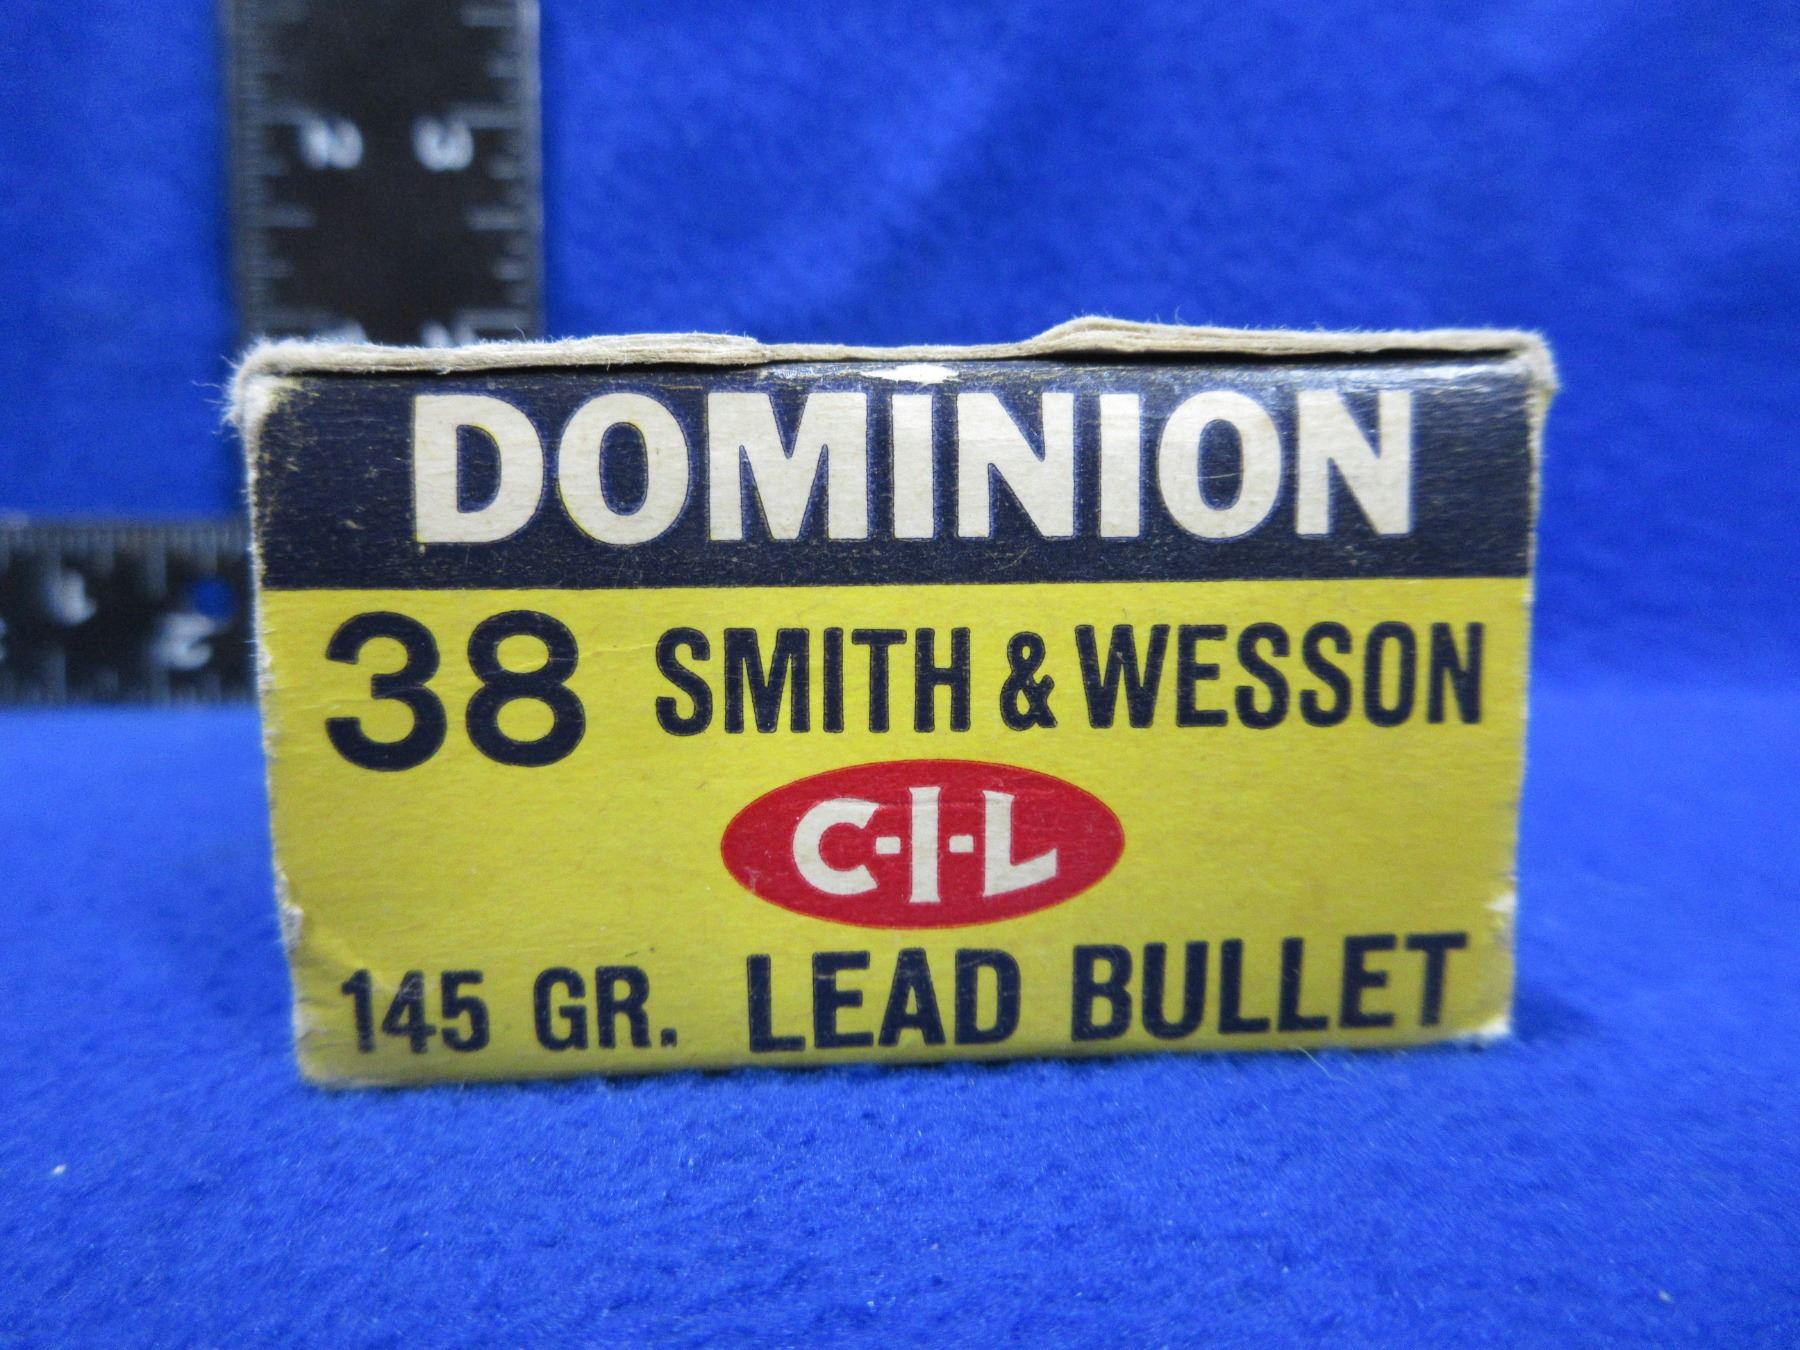 DOMINION
38 SMITH & WESSON
C-I-L
145 GR. LEAD BULLET